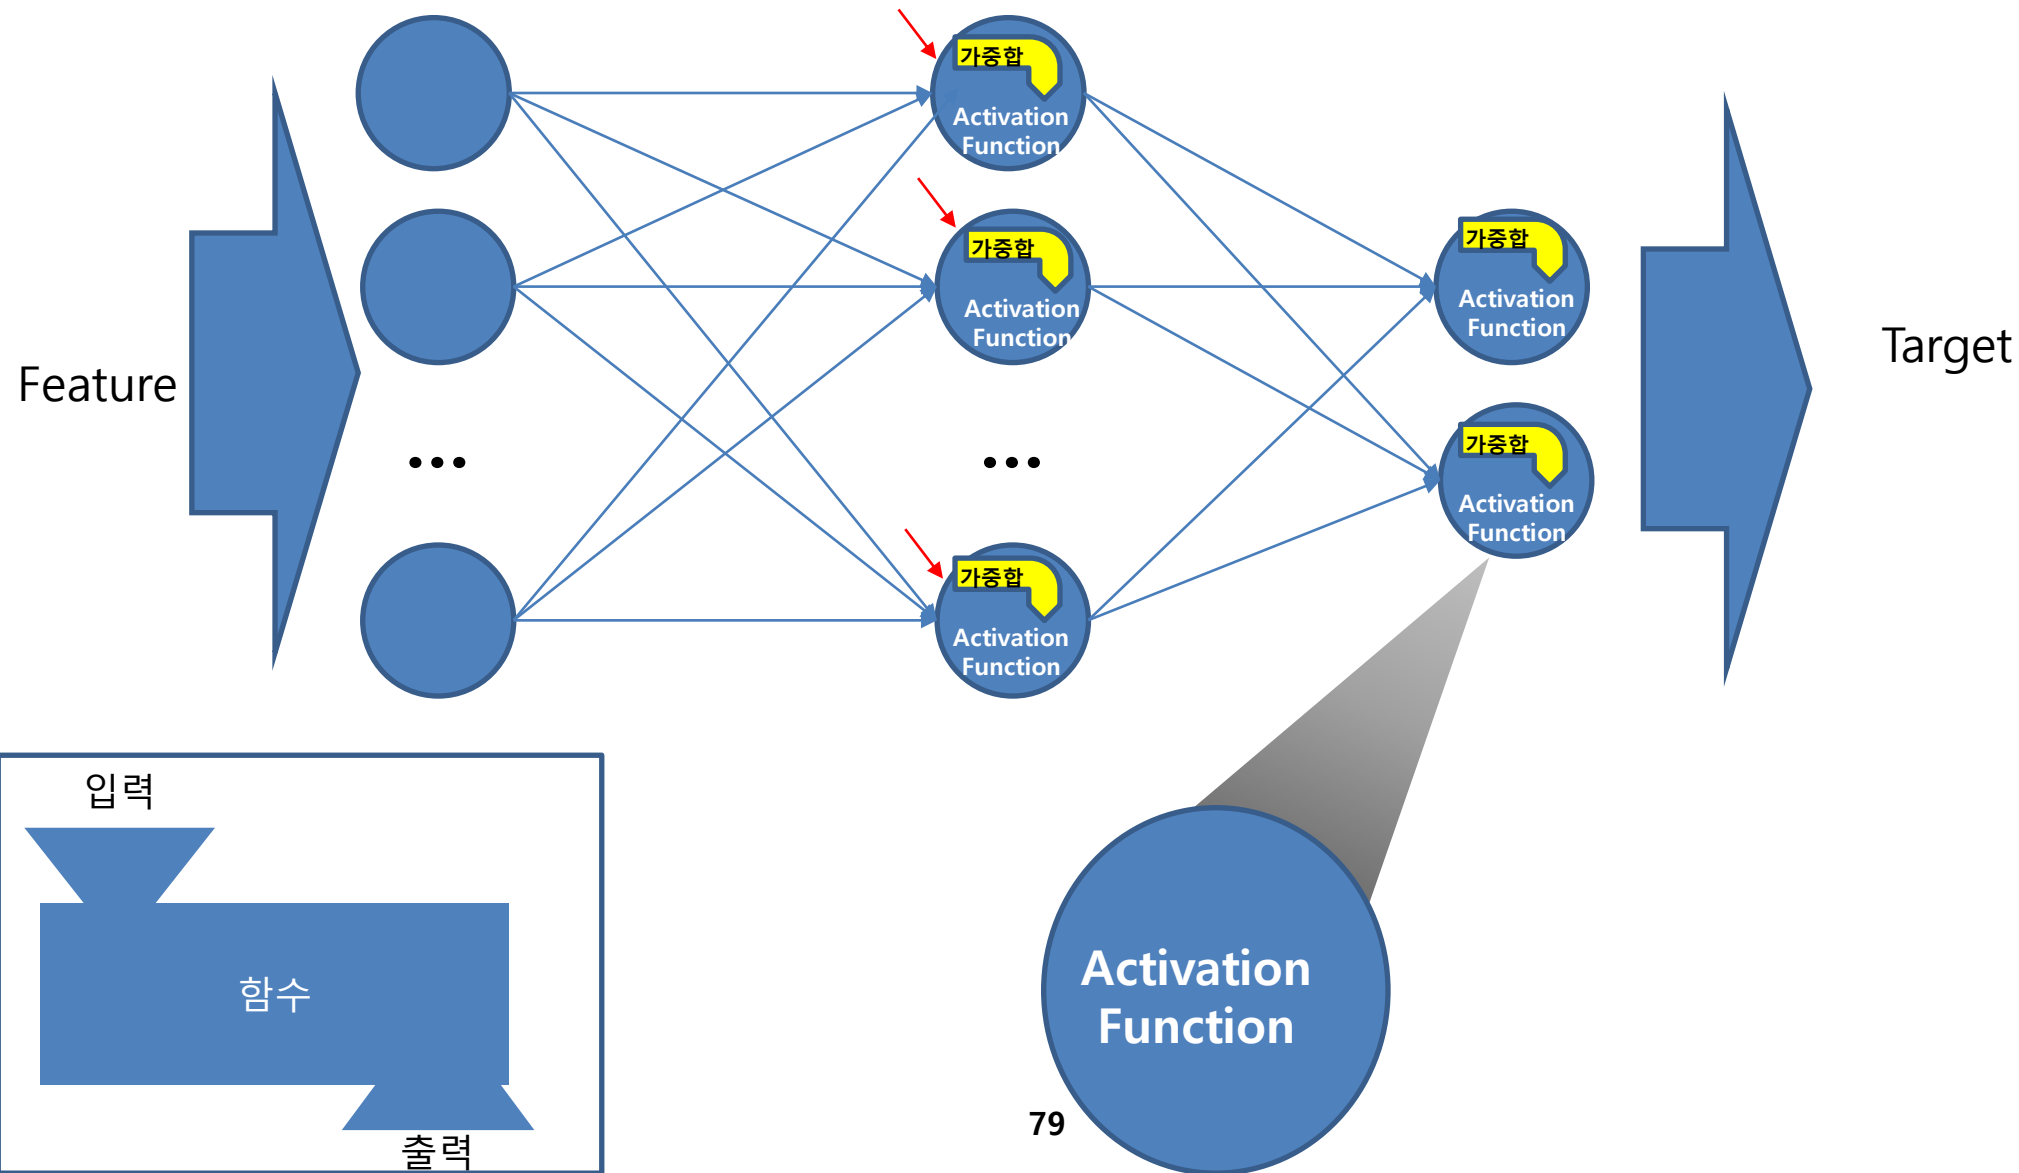 가중합
Activation
Function
가중합
Activation
Function
가중합
Activation
Function
Feature
Target
...
...
가중합
Activation
Function
가중합
Activation
Function
입력
함수
출력
Activation
Function
79